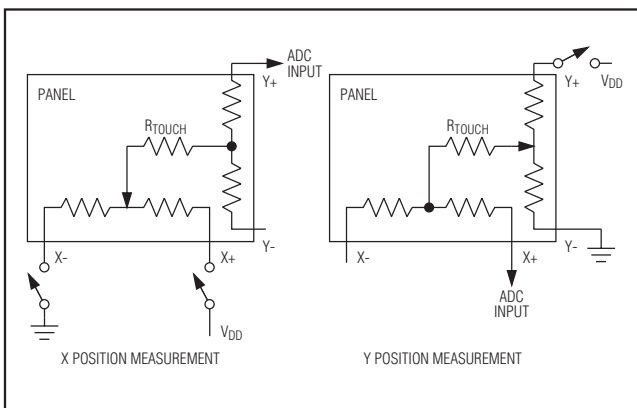 ADC
INPUT
Y+
PANEL
RTOUCH
X-
X+
Y-
VDD
X POSITION MEASUREMENT
Y+
VDD
PANEL
RTOUCH
X-
X+
Y-
ADC
INPUT
Y POSITION MEASUREMENT